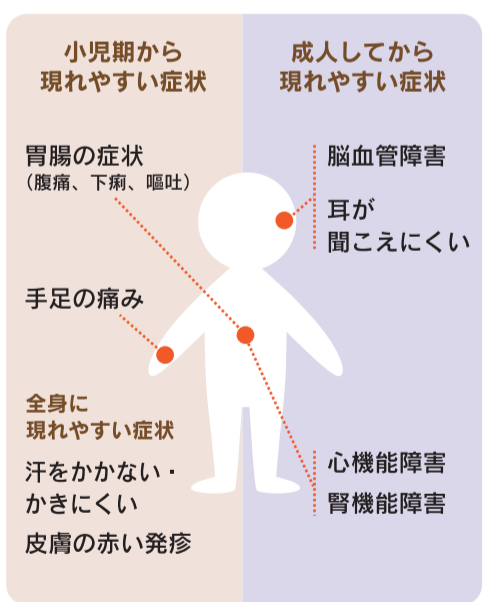 小児期から
現れやすい症状
胃腸の症状
（腹痛、下痢、嘔吐）
手足の痛み
全身に
現れやすい症状
汗をかかない・
かきにくい
皮膚の赤い発疹
成人してから
現れやすい症状
脳血管障害
耳が
聞こえにくい
心機能障害
腎機能障害